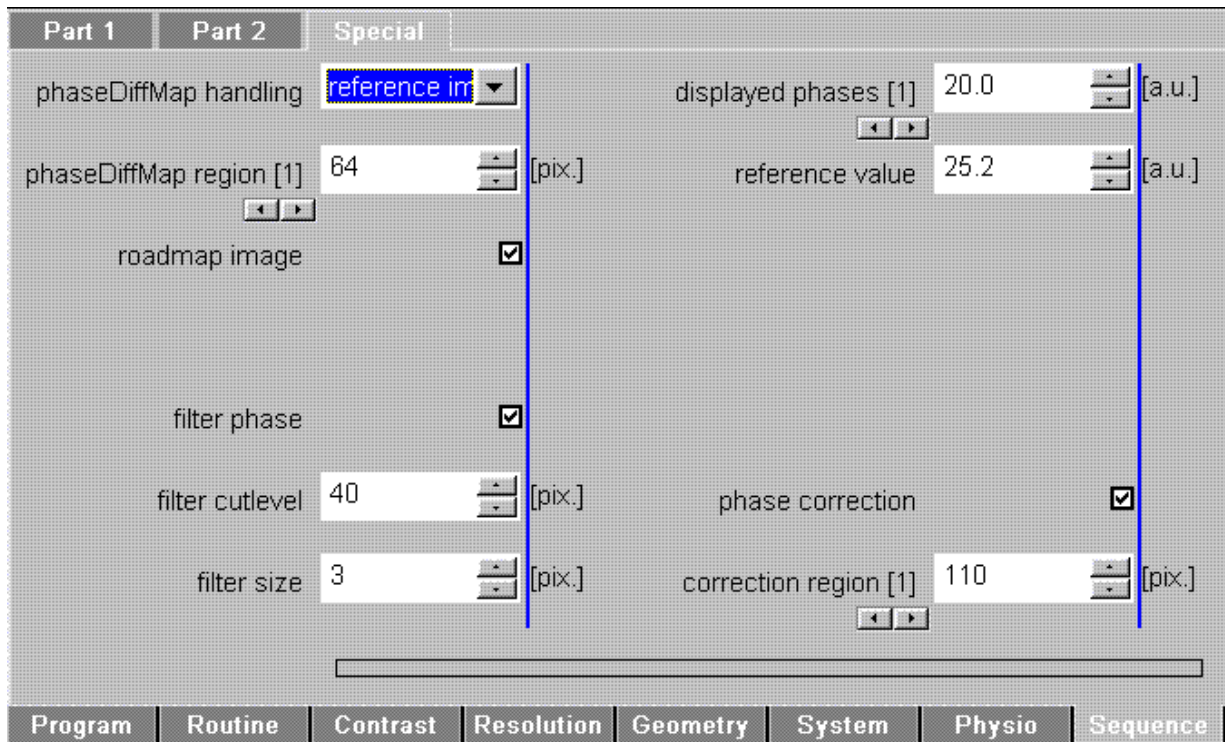 Part 1 Part 2 Special
phaseDiffMap handling reference im displayed phases [1] 20.0 [a.u.]
phaseDiffMap region [1] 64 [pix.] reference value 25.2 [a.u.]
roadmap image
filter phase
filter cutlevel 40 [pix.] phase correction
filter size 3 [pix.] correction region [1] 110 [pix.]
Program Routine Contrast Resolution Geometry System Physio Sequence